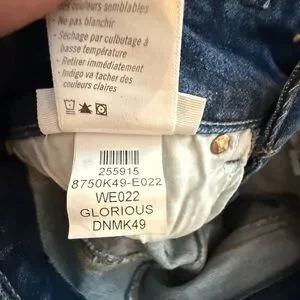 des couleurs semblables
• Ne pas blanchir
• Séchage par culbutage à
basse température
• Retirer immédiatement
• Indigo va tacher des
couleurs claires
255915
8750K49-E022
WE022
GLORIOUS
DNMK49